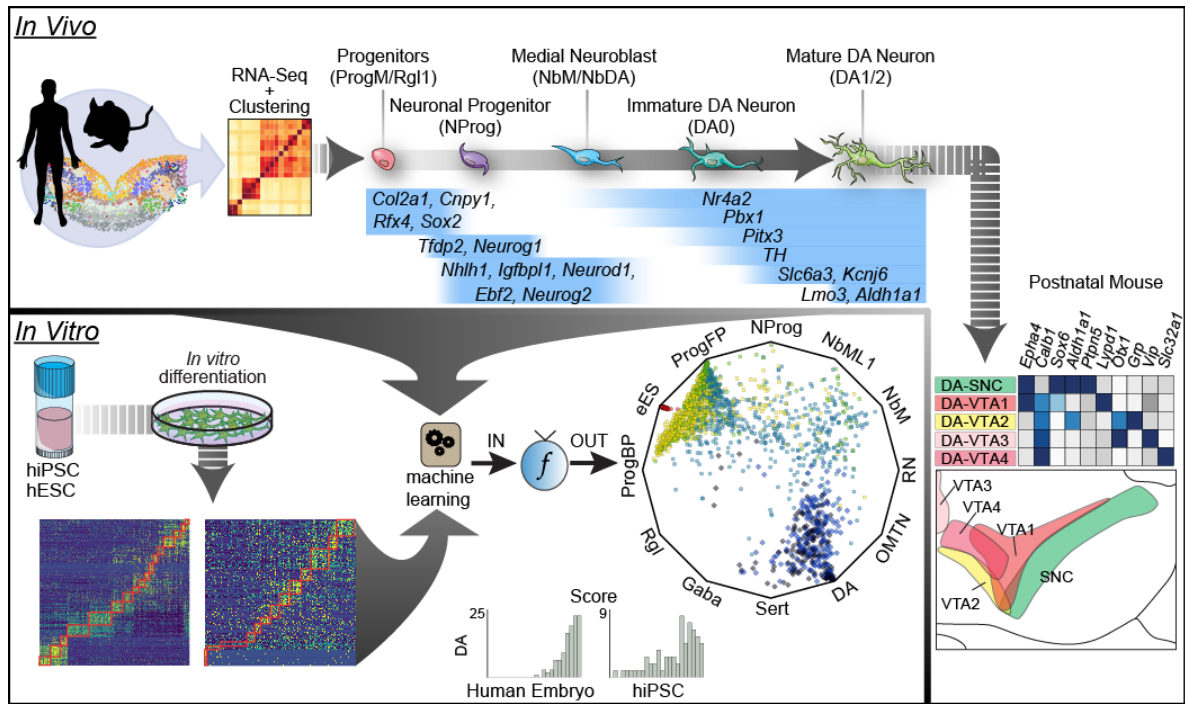 In Vivo
RNA-Seq
+
Clustering
Progenitors
(ProgM/Rgl1)
Neuronal Progenitor
(NProg)
Medial Neuroblast
(NbM/NbDA)
Immature DA Neuron
(DA0)
Mature DA Neuron
(DA1/2)
Col2a1, Cnpy1,
Rfx4, Sox2
Tfdp2, Neurog1
Nhlh1, Igfbpl1, Neurod1,
Ebf2, Neurog2
Nr4a2
Pbx1
Pitx3
TH
Slc6a3, Kcnj6
Lmo3, Aldh1a1
Postnatal Mouse
Epha4
Calb1
Sox6
Aldh1a1
Ptpn5
Lypd1
Otx1
Grp
Vip
Slc32a1
DA-SNC
DA-VTA1
DA-VTA2
DA-VTA3
DA-VTA4
VTA3
VTA4
VTA1
SNC
VTA2
In Vitro
hiPSC
hESC
In vitro
differentiation
machine
learning
IN
f
OUT
NProg
NbML1
NbM
RN
OMTN
DA
Sert
Gaba
Rgl
ProgBP
eES
ProgFP
Score
25
DA
Human Embryo
9
hiPSC